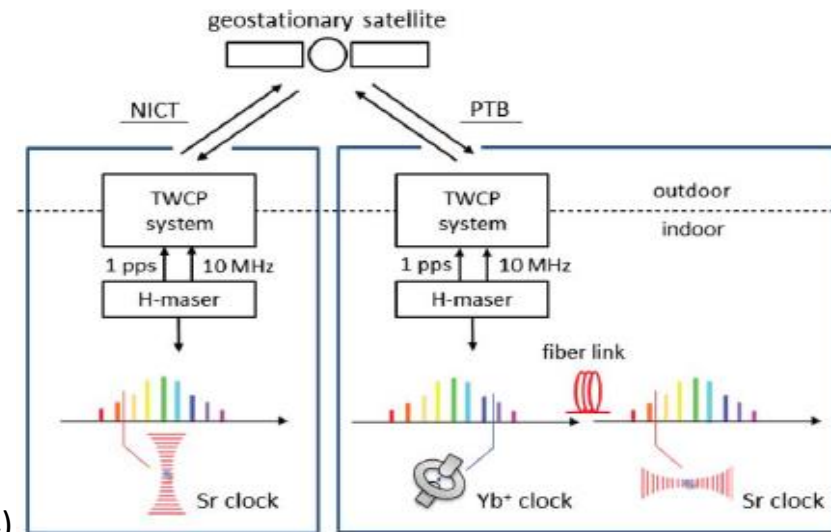 geostationary satellite
NICT
PTB
TWCP
system
TWCP
system
outdoor
indoor
1 pps
10 MHz
1 pps
10 MHz
H-maser
H-maser
fiber link
Sr clock
Yb⁺ clock
Sr clock
)